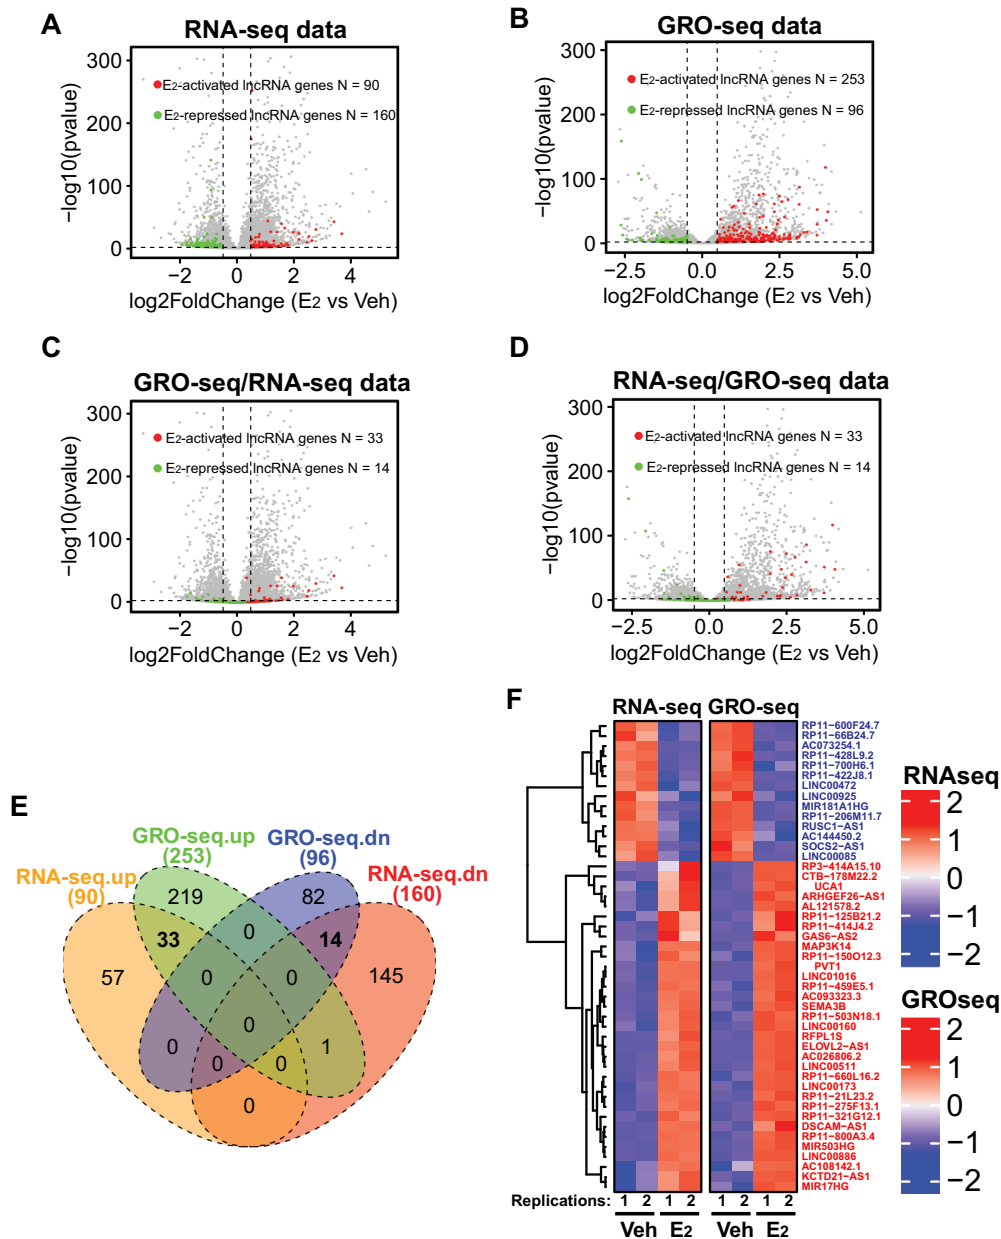 A
RNA-seq data
300
200
100
0
−log10(pvalue)
E2-activated lncRNA genes N = 90
E2-repressed lncRNA genes N = 160
−2
0
2
4
log2FoldChange (E2 vs Veh)
B
GRO-seq data
300
200
100
0
−log10(pvalue)
E2-activated lncRNA genes N = 253
E2-repressed lncRNA genes N = 96
−2.5
0.0
2.5
5.0
log2FoldChange (E2 vs Veh)
C
GRO-seq/RNA-seq data
300
200
100
0
−log10(pvalue)
E2-activated lncRNA genes N = 33
E2-repressed lncRNA genes N = 14
−2
0
2
4
log2FoldChange (E2 vs Veh)
D
RNA-seq/GRO-seq data
300
200
100
0
−log10(pvalue)
E2-activated lncRNA genes N = 33
E2-repressed lncRNA genes N = 14
−2.5
0.0
2.5
5.0
log2FoldChange (E2 vs Veh)
E
RNA-seq.up
(90)
GRO-seq.up
(253)
GRO-seq.dn
(96)
RNA-seq.dn
(160)
219
82
0
33
14
57
0
0
145
0
0
0
0
1
0
F
RNA-seq
GRO-seq
RP11−600F24.7
RP11−66B24.7
AC073254.1
RP11−428L9.2
RP11−700H6.1
RP11−422J8.1
LINC00472
LINC00925
MIR181A1HG
RP11−206M11.7
RUSC1−AS1
AC144450.2
SOCS2−AS1
LINC00085
RP3−414A15.10
CTB−178M22.2
UCA1
ARHGEF26−AS1
AL121578.2
RP11−125B21.2
RP11−414J4.2
GAS6−AS2
MAP3K14
RP11−150O12.3
PVT1
LINC01016
RP11−459E5.1
AC093323.3
SEMA3B
RP11−503N18.1
LINC00160
RFPL1S
ELOVL2−AS1
AC026806.2
LINC00511
RP11−660L16.2
LINC00173
RP11−21L23.2
RP11−275F13.1
RP11−321G12.1
DSCAM−AS1
RP11−800A3.4
MIR503HG
LINC00886
AC108142.1
KCTD21−AS1
MIR17HG
Replications: 1 2 1 2 1 2 1 2
Veh E2 Veh E2
RNAseq
2
1
0
−1
−2
GROseq
2
1
0
−1
−2